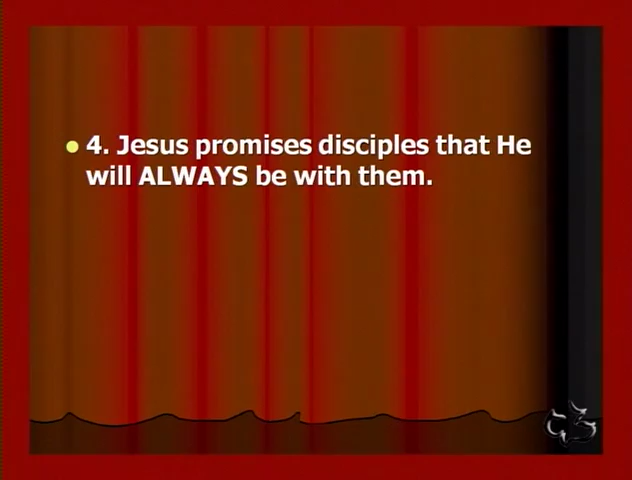 4. Jesus promises disciples that He
will ALWAYS be with them.